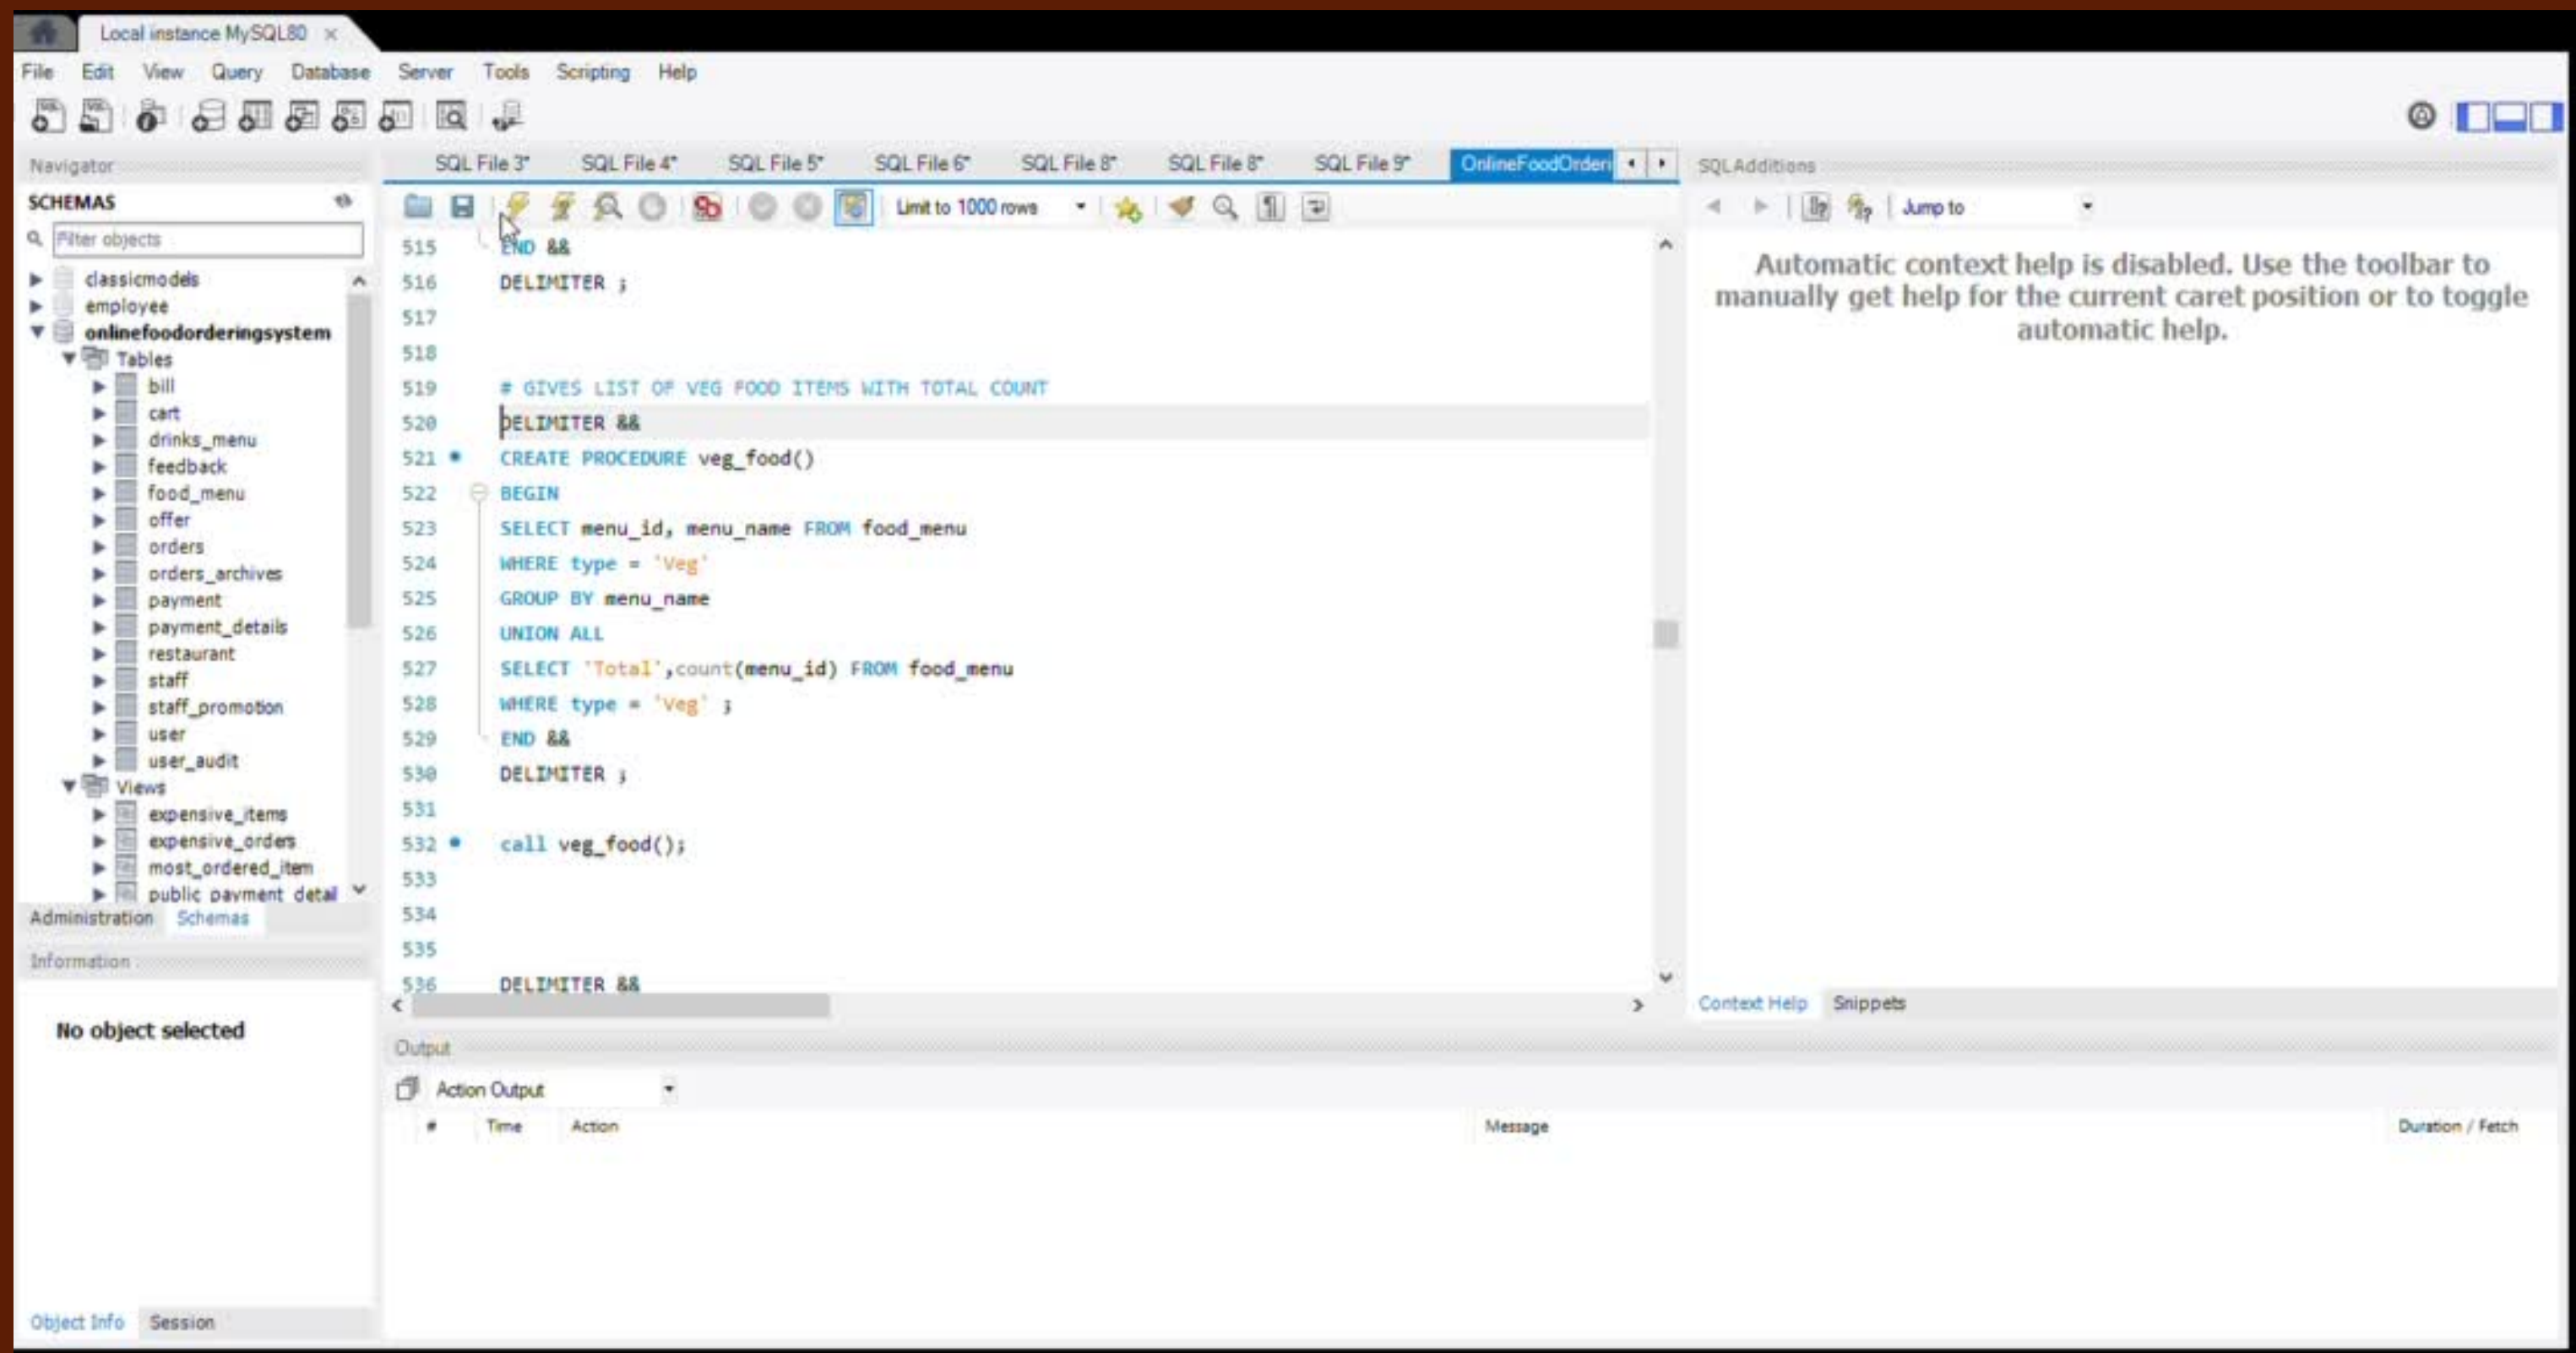 Local instance MySQL80 ×
File Edit View Query Database Server Tools Scripting Help
Navigator
SCHEMAS
Filter objects
classicmodels
employee
onlinefoodorderingsystem
Tables
bill
cart
drinks_menu
feedback
food_menu
offer
orders
orders_archives
payment
payment_details
restaurant
staff
staff_promotion
user
user_audit
Views
expensive_items
expensive_orders
most_ordered_item
public_payment_detail
Administration Schemas
Information
No object selected
Object Info Session
SQL File 3* SQL File 4* SQL File 5* SQL File 6* SQL File 8* SQL File 8* SQL File 9* OnlineFoodOrderi
Limit to 1000 rows
515 END &&
516 DELIMITER ;
517
518
519 # GIVES LIST OF VEG FOOD ITEMS WITH TOTAL COUNT
520 DELIMITER &&
521 CREATE PROCEDURE veg_food()
522 BEGIN
523 SELECT menu_id, menu_name FROM food_menu
524 WHERE type = 'Veg'
525 GROUP BY menu_name
526 UNION ALL
527 SELECT 'Total',count(menu_id) FROM food_menu
528 WHERE type = 'Veg' ;
529 END &&
530 DELIMITER ;
531
532 call veg_food();
533
534
535
536 DELIMITER &&
SQLAdditions
Jump to
Automatic context help is disabled. Use the toolbar to
manually get help for the current caret position or to toggle
automatic help.
Context Help Snippets
Output
Action Output
# Time Action Message Duration / Fetch